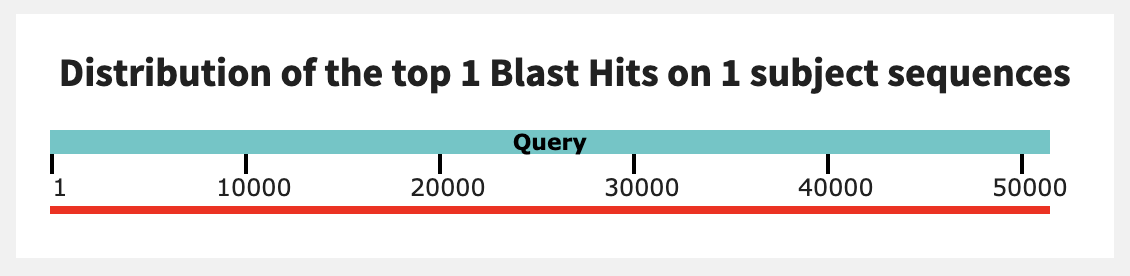 Distribution of the top 1 Blast Hits on 1 subject sequences
Query
1 10000 20000 30000 40000 50000